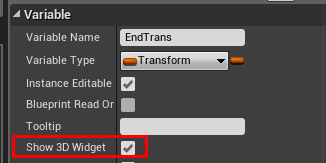 Variable
Variable Name EndTrans
Variable Type Transform
Instance Editable
Blueprint Read Or
Tooltip
Show 3D Widget